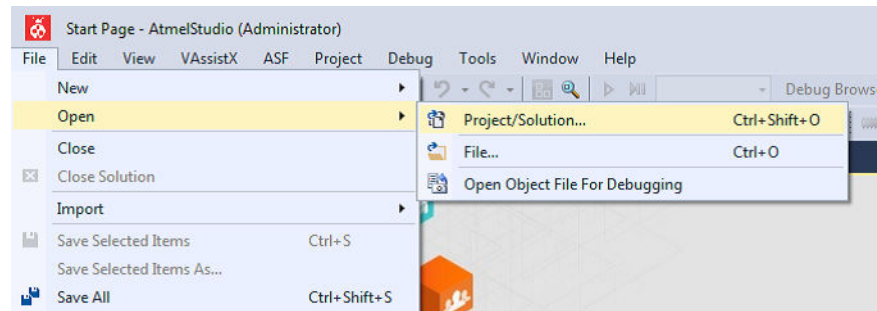 Start Page - AtmelStudio (Administrator)
File Edit View VAssistX ASF Project Debug Tools Window Help
New
Debug Brows
Open
Project/Solution... Ctrl+Shift+O
Close
File... Ctrl+O
Close Solution
Open Object File For Debugging
Import
Save Selected Items Ctrl+S
Save Selected Items As...
Save All Ctrl+Shift+S